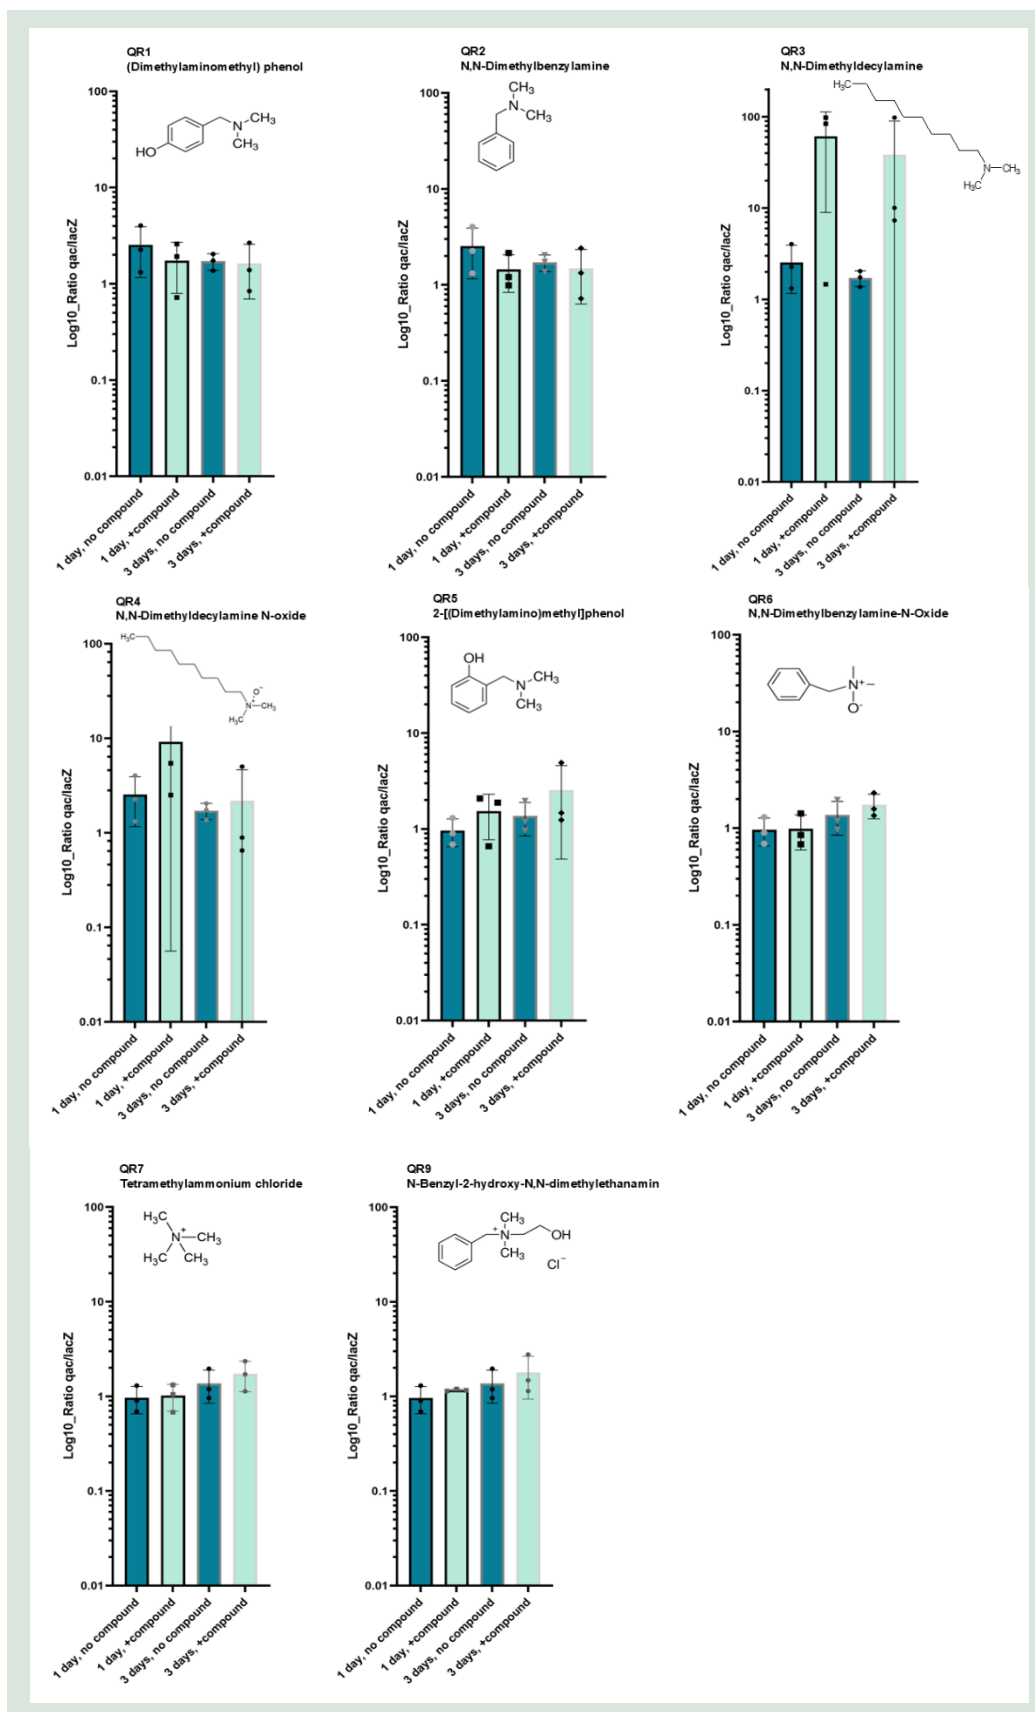 QR1
(Dimethylaminomethyl) phenol
CH₃
N
CH₃
HO
Log10_Ratio qac/lacZ
100
10
1
0.1
0.01
1 day, no compound
1 day, +compound
3 days, no compound
3 days, +compound
QR2
N,N-Dimethylbenzylamine
CH₃
N
CH₃
Log10_Ratio qac/lacZ
100
10
1
0.1
0.01
1 day, no compound
1 day, +compound
3 days, no compound
3 days, +compound
QR3
N,N-Dimethyldecylamine
H₃C
N
CH₃
H₃C
Log10_Ratio qac/lacZ
100
10
1
0.1
0.01
1 day, no compound
1 day, +compound
3 days, no compound
3 days, +compound
QR4
N,N-Dimethyldecylamine N-oxide
H₃C
O⁻
N⁺
CH₃
H₃C
Log10_Ratio qac/lacZ
100
10
1
0.1
0.01
1 day, no compound
1 day, +compound
3 days, no compound
3 days, +compound
QR5
2-[(Dimethylamino)methyl]phenol
OH
CH₃
N
CH₃
Log10_Ratio qac/lacZ
100
10
1
0.1
0.01
1 day, no compound
1 day, +compound
3 days, no compound
3 days, +compound
QR6
N,N-Dimethylbenzylamine-N-Oxide
N⁺
O⁻
Log10_Ratio qac/lacZ
100
10
1
0.1
0.01
1 day, no compound
1 day, +compound
3 days, no compound
3 days, +compound
QR7
Tetramethylammonium chloride
H₃C
N⁺
CH₃
H₃C CH₃
Log10_Ratio qac/lacZ
100
10
1
0.1
0.01
1 day, no compound
1 day, +compound
3 days, no compound
3 days, +compound
QR9
N-Benzyl-2-hydroxy-N,N-dimethylethanamin
CH₃
⁺N
OH
CH₃
Cl⁻
Log10_Ratio qac/lacZ
100
10
1
0.1
0.01
1 day, no compound
1 day, +compound
3 days, no compound
3 days, +compound